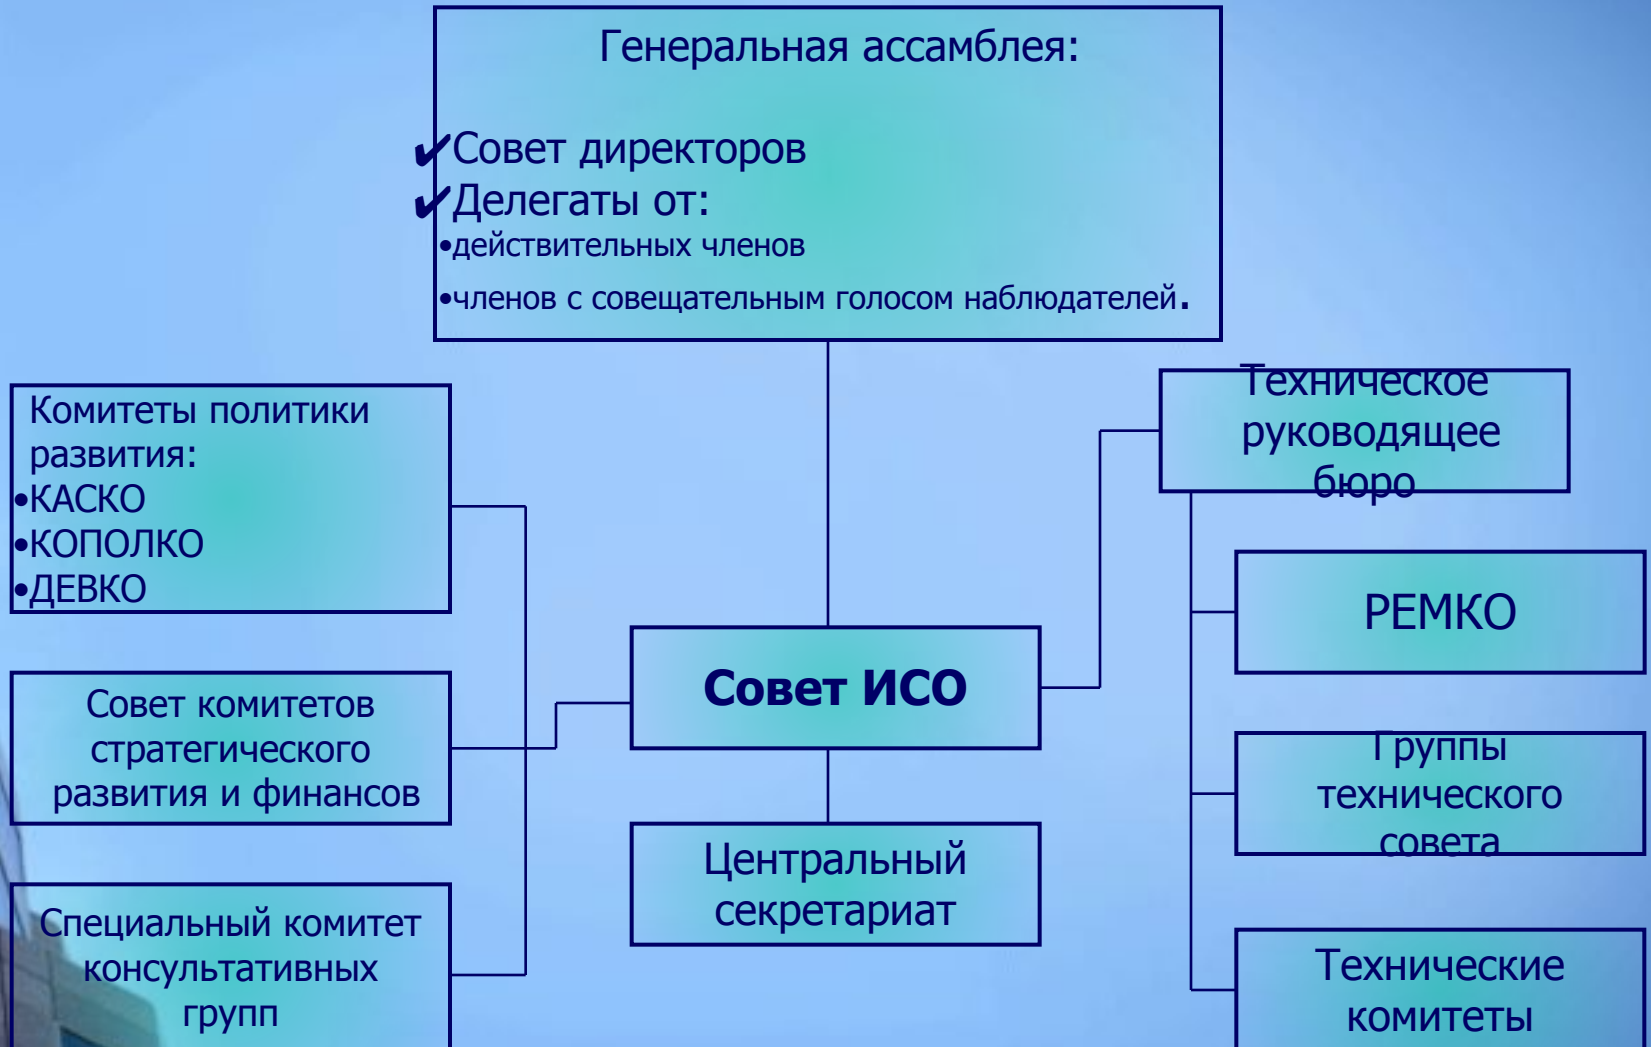 Генеральная ассамблея:
✔Совет директоров
✔Делегаты от:
•действительных членов
•членов с совещательным голосом наблюдателей.
Комитеты политики
развития:
•КАСКО
•КОПОЛКО
•ДЕВКО
Совет комитетов
стратегического
развития и финансов
Специальный комитет
консультативных
групп
Совет ИСО
Центральный
секретариат
Техническое
руководящее
бюро
РЕМКО
Группы
технического
совета
Технические
комитеты